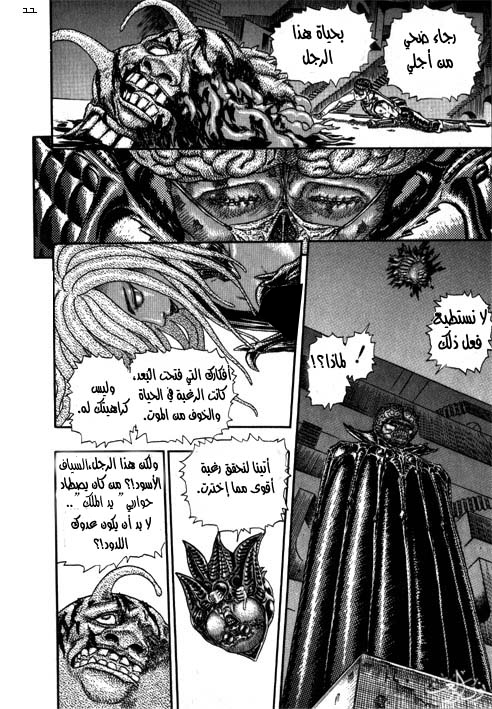 22
رجاء ضحي
من أجلي
بحياة هذا
الرجل
لا نستطيع
فعل ذلك
لماذا؟!
أفكارك التي فتحت البعد،
كانت الرغبة في الحياة
والخوف من الموت.
وليس
كراهيتك له.
أتينا لنحقق رغبة
أقوى مما إخترت.
ولكن هذا الرجل،السياف
الأسود!؟ من كان يصطاد
حواريي "يد الملك"..
لا بد أن يكون عدوك
اللدود!؟